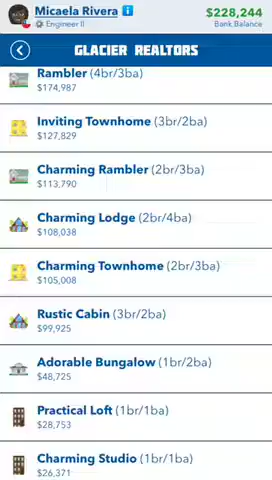 Micaela Rivera i
Engineer II
$228,244
Bank Balance
GLACIER REALTORS
Rambler (4br/3ba)
$174,987
Inviting Townhome (3br/2ba)
$127,829
Charming Rambler (2br/3ba)
$113,790
Charming Lodge (2br/4ba)
$108,038
Charming Townhome (2br/3ba)
$105,008
Rustic Cabin (3br/2ba)
$99,925
Adorable Bungalow (1br/2ba)
$48,725
Practical Loft (1br/1ba)
$28,753
Charming Studio (1br/1ba)
$26,371